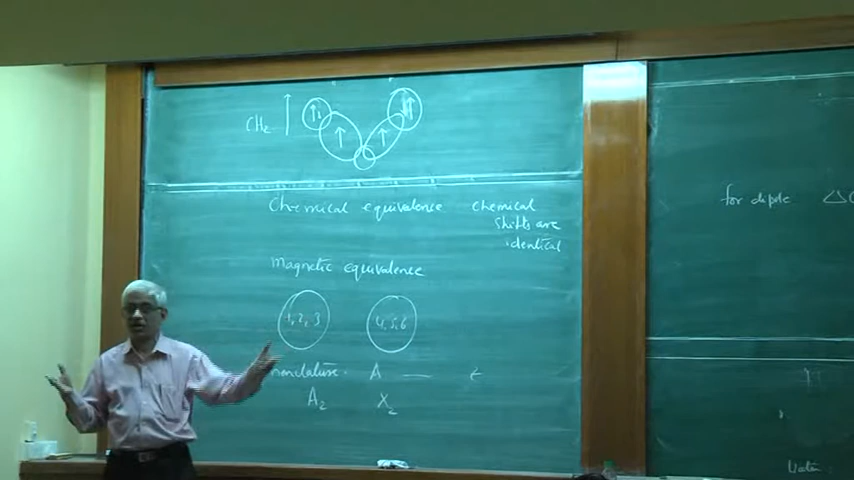 CH₂
Chemical equivalence chemical
shifts are
identical
Magnetic equivalence
1,2,3 4,5,6
A
A₂ X₂
for dipole